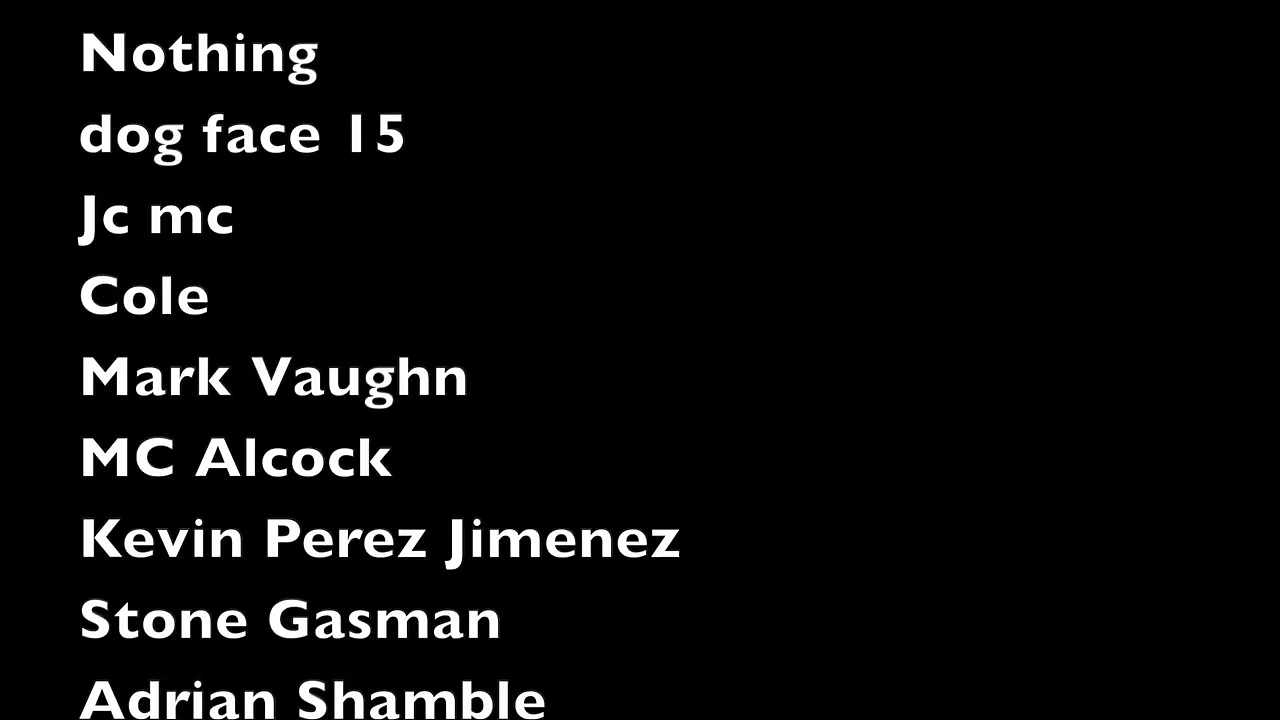 Nothing
dog face 15
Jc mc
Cole
Mark Vaughn
MC Alcock
Kevin Perez Jimenez
Stone Gasman
Adrian Shamble